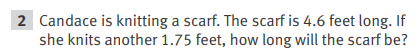 2 Candace is knitting a scarf. The scarf is 4.6 feet long. If
she knits another 1.75 feet, how long will the scarf be?